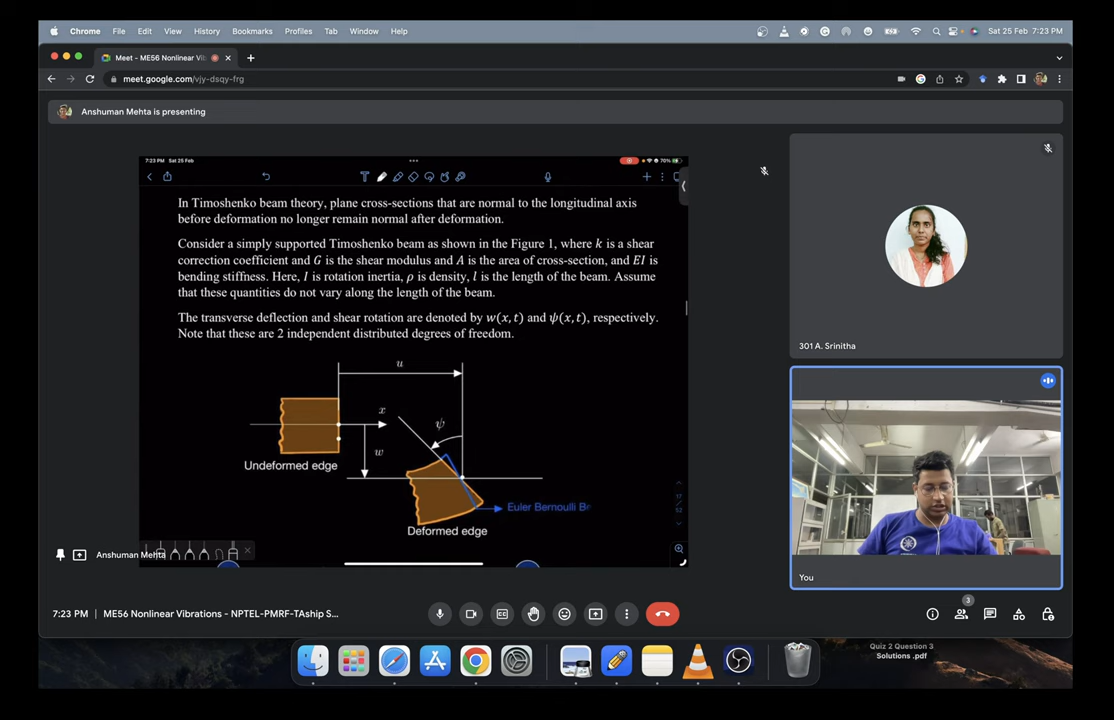 Chrome File Edit View History Bookmarks Profiles Tab Window Help Sat 25 Feb 7:23 PM
Meet - ME56 Nonlinear Vib
meet.google.com/vjy-dsqy-frg
Anshuman Mehta is presenting
7:23 PM Sat 25 Feb 70%
In Timoshenko beam theory, plane cross-sections that are normal to the longitudinal axis
before deformation no longer remain normal after deformation.
Consider a simply supported Timoshenko beam as shown in the Figure 1, where k is a shear
correction coefficient and G is the shear modulus and A is the area of cross-section, and EI is
bending stiffness. Here, I is rotation inertia, ρ is density, l is the length of the beam. Assume
that these quantities do not vary along the length of the beam.
The transverse deflection and shear rotation are denoted by w(x, t) and ψ(x, t), respectively.
Note that these are 2 independent distributed degrees of freedom.
u
x
ψ
w
Undeformed edge
Euler Bernoulli Be
Deformed edge
17
52
Anshuman Mehta
301 A. Srinitha
You
7:23 PM | ME56 Nonlinear Vibrations - NPTEL-PMRF-TAship S...
3
Quiz 2 Question 3
Solutions .pdf